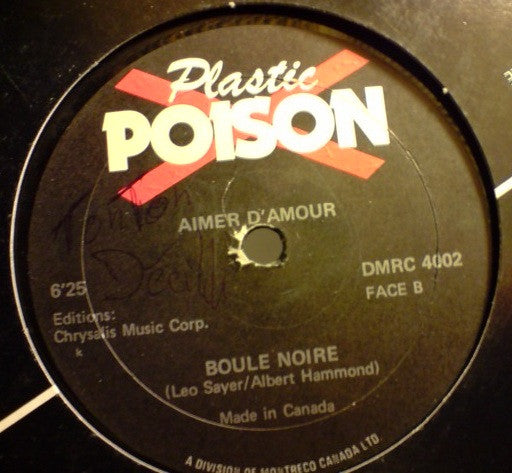 Plastic
POISON
AIMER D'AMOUR
Tonton
DMRC 4002
6'25
FACE B
Editions:
Chrysalis Music Corp.
BOULE NOIRE
(Leo Sayer/Albert Hammond)
Made in Canada
A DIVISION OF MONTRECO CANADA LTD.